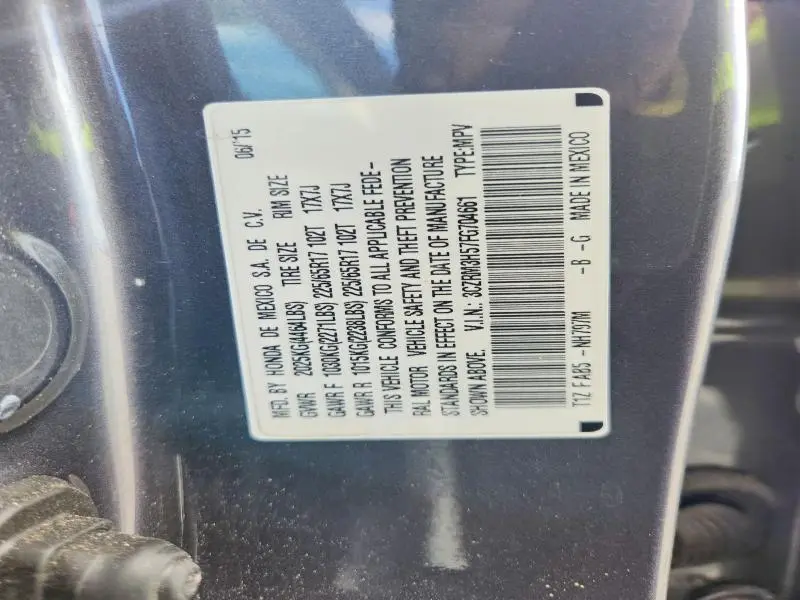 MFD. BY HONDA DE MEXICO S.A. DE C.V. 06/15
GVWR 2025KG(4464LBS) TIRE SIZE RIM SIZE
GAWR F 1030KG(2271LBS) 225/65R17 102T 17X7J
GAWR R 1015KG(2238LBS) 225/65R17 102T 17X7J
THIS VEHICLE CONFORMS TO ALL APPLICABLE FEDE-
RAL MOTOR VEHICLE SAFETY AND THEFT PREVENTION
STANDARDS IN EFFECT ON THE DATE OF MANUFACTURE
SHOWN ABOVE. V.I.N.: 3CZRM3H57FG704661 TYPE:MPV
T1Z F AB5 -NH797M -B -G MADE IN MEXICO